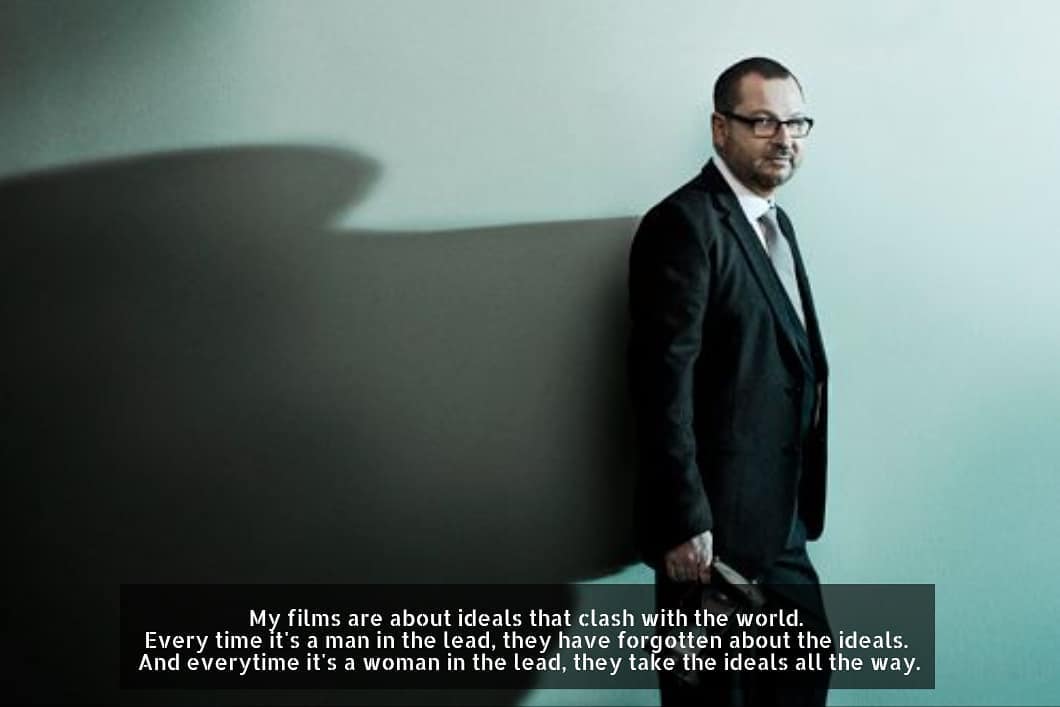 My films are about ideals that clash with the world.
Every time it's a man in the lead, they have forgotten about the ideals.
And everytime it's a woman in the lead, they take the ideals all the way.